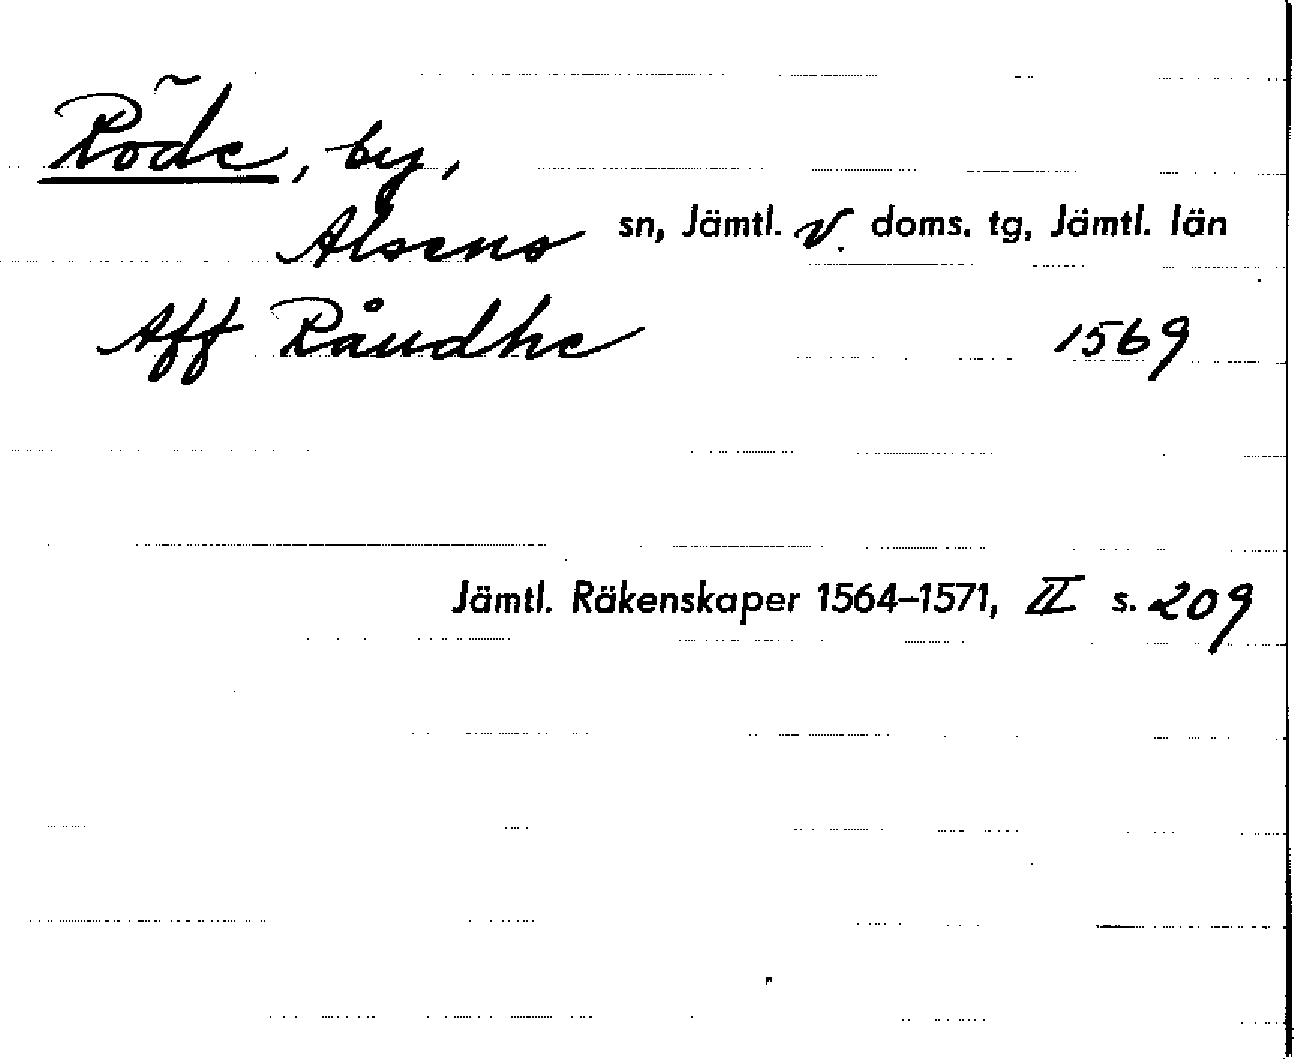 Röde, by,
Alsens sn, Jämtl. v. doms. tg, Jämtl. län
Aff Råudhe 1569
Jämtl. Räkenskaper 1564–1571, II s. 209